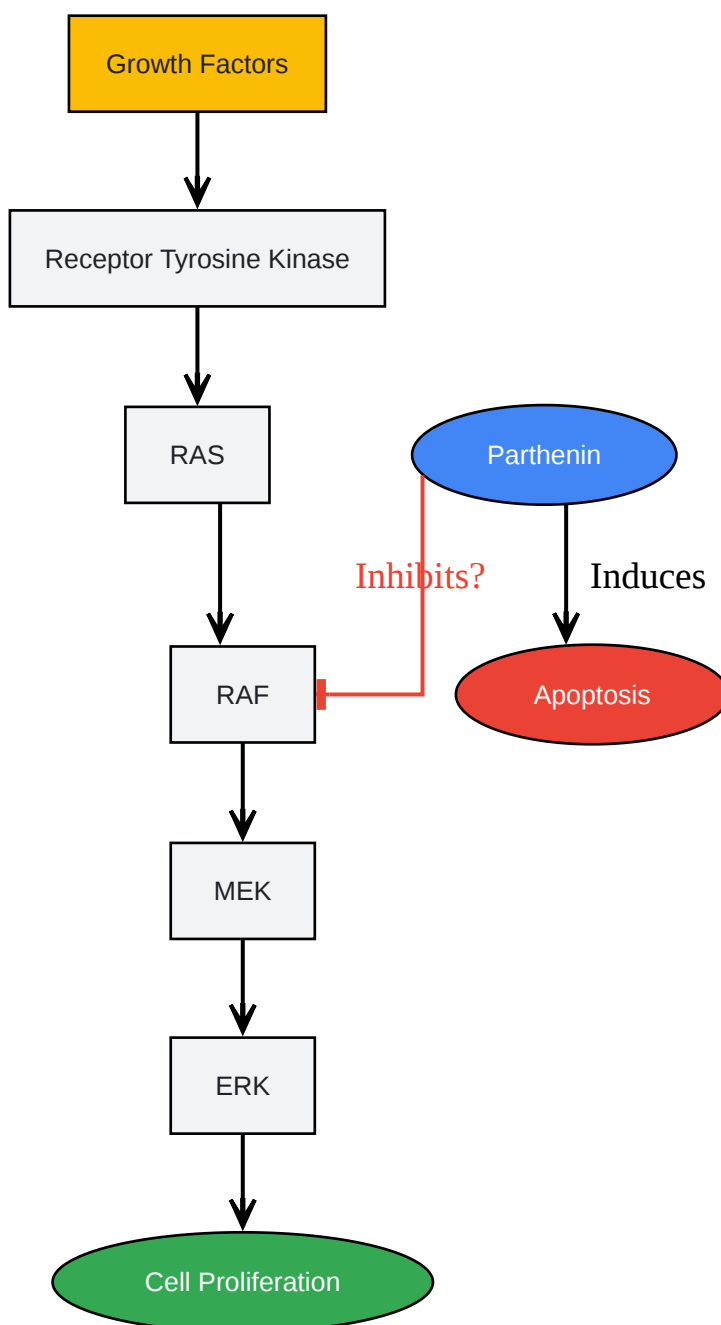 Growth Factors
Receptor Tyrosine Kinase
RAS
Parthenin
Inhibits?
Induces
RAF
Apoptosis
MEK
ERK
Cell Proliferation